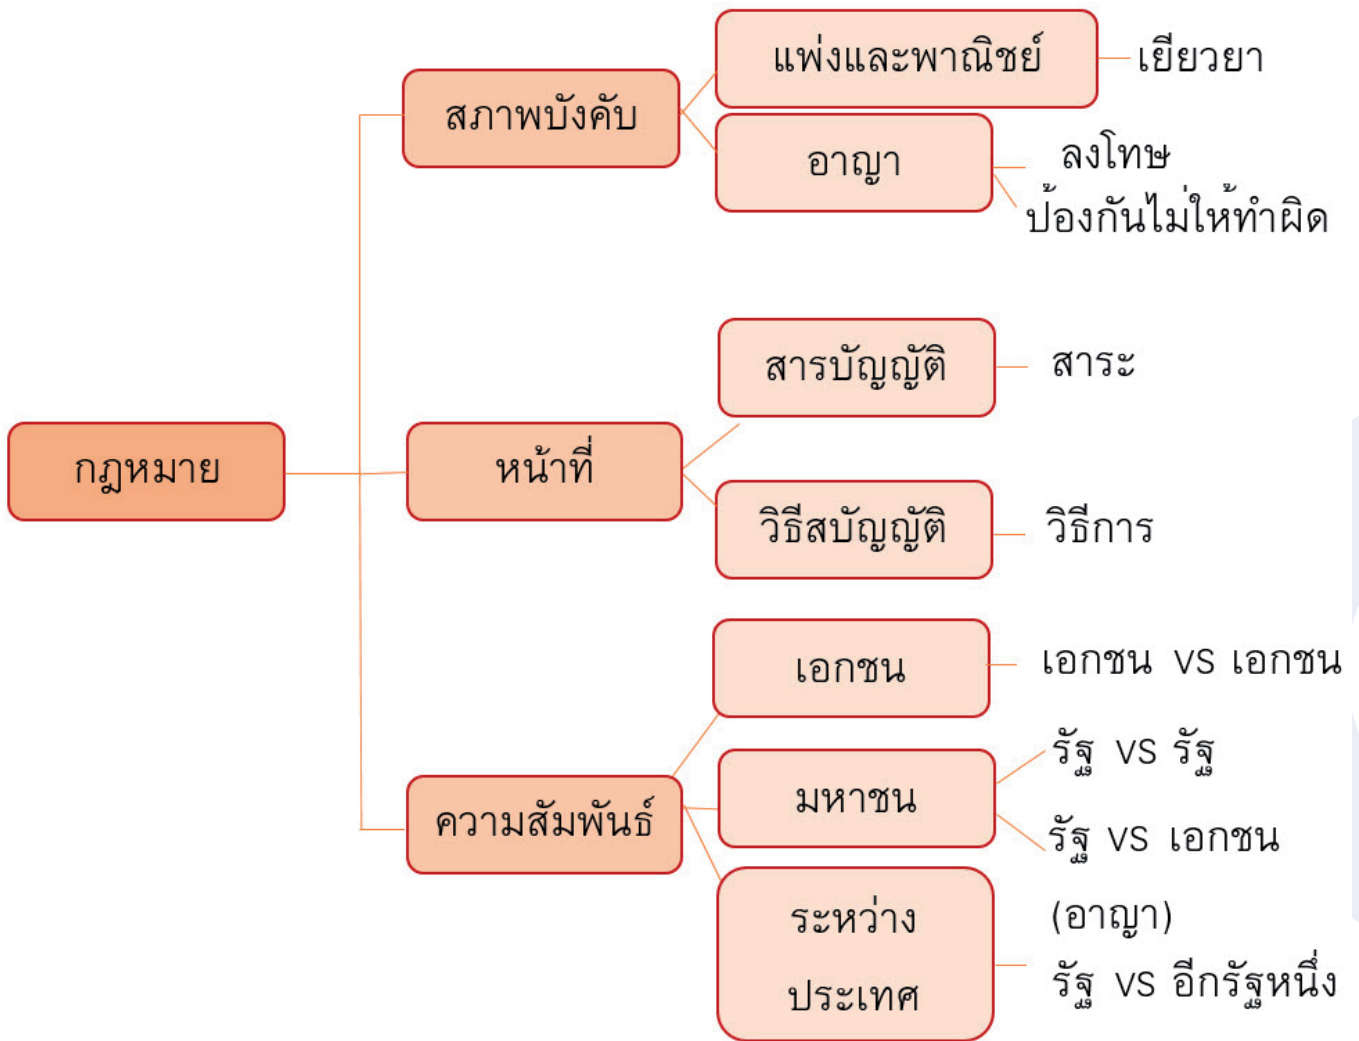 แพ่งและพาณิชย์
เยียวยา
สภาพบังคับ
อาญา
ลงโทษ
ป้องกันไม่ให้ทำผิด
สารบัญญัติ
สาระ
กฎหมาย
หน้าที่
วิธีสบัญญัติ
วิธีการ
เอกชน
เอกชน VS เอกชน
รัฐ VS รัฐ
ความสัมพันธ์
มหาชน
รัฐ VS เอกชน
(อาญา)
ระหว่าง
ประเทศ
รัฐ VS อีกรัฐหนึ่ง